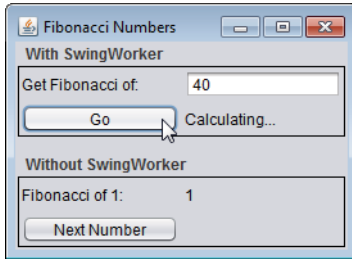 Fibonacci Numbers
With SwingWorker
Get Fibonacci of: 40
Go Calculating...
Without SwingWorker
Fibonacci of 1: 1
Next Number